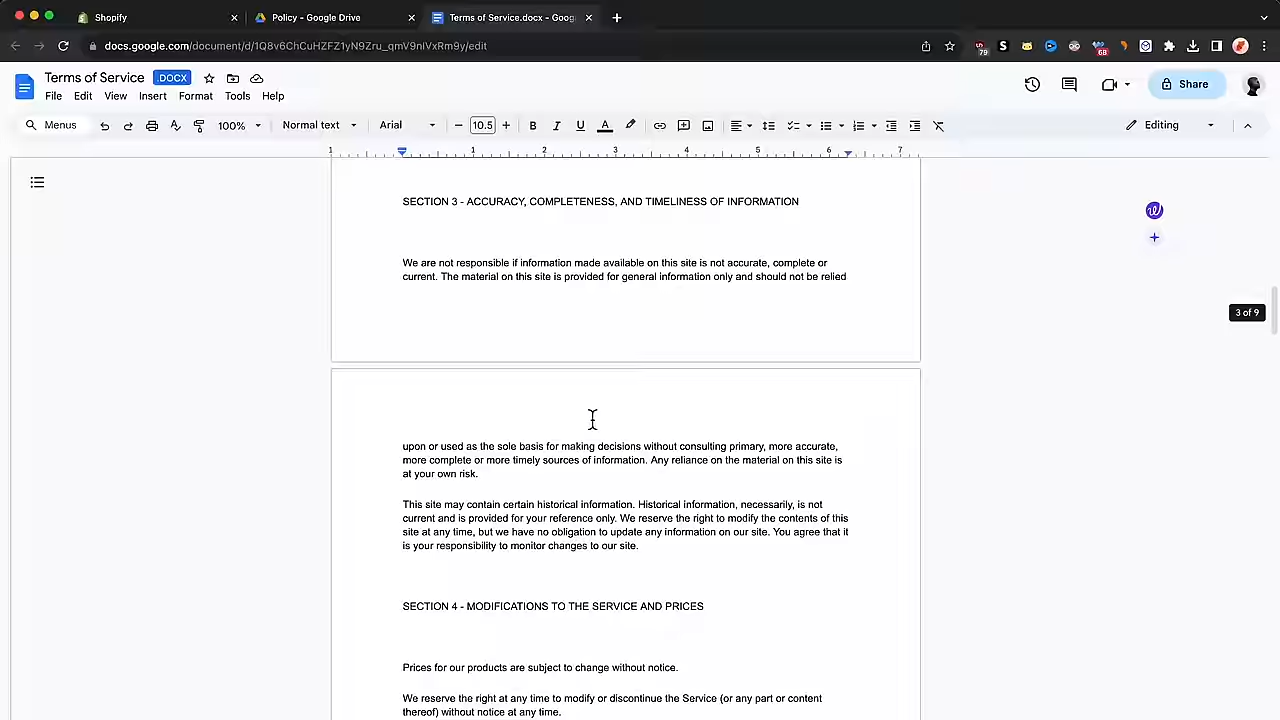 Shopify
Policy - Google Drive
Terms of Service.docx - Goog
docs.google.com/document/d/1Q8v6ChCuHZFZ1yN9Zru_qmV9nIVxRm9y/edit
79
68
Terms of Service .DOCX
File Edit View Insert Format Tools Help
Share
Menus 100% Normal text Arial 10.5 Editing
1 1 2 3 4 5 6 7
SECTION 3 - ACCURACY, COMPLETENESS, AND TIMELINESS OF INFORMATION
We are not responsible if information made available on this site is not accurate, complete or
current. The material on this site is provided for general information only and should not be relied
3 of 9
upon or used as the sole basis for making decisions without consulting primary, more accurate,
more complete or more timely sources of information. Any reliance on the material on this site is
at your own risk.
This site may contain certain historical information. Historical information, necessarily, is not
current and is provided for your reference only. We reserve the right to modify the contents of this
site at any time, but we have no obligation to update any information on our site. You agree that it
is your responsibility to monitor changes to our site.
SECTION 4 - MODIFICATIONS TO THE SERVICE AND PRICES
Prices for our products are subject to change without notice.
We reserve the right at any time to modify or discontinue the Service (or any part or content
thereof) without notice at any time.